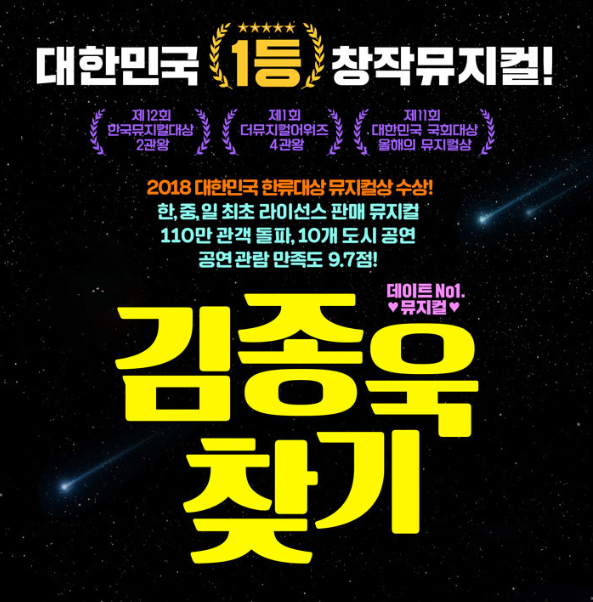 대한민국 1등 창작뮤지컬!
제12회
한국뮤지컬대상
2관왕
제1회
더뮤지컬어워즈
4관왕
제11회
대한민국 국회대상
올해의 뮤지컬상
2018 대한민국 한류대상 뮤지컬상 수상!
한,중,일 최초 라이선스 판매 뮤지컬
110만 관객 돌파, 10개 도시 공연
공연 관람 만족도 9.7점!
데이트 No1.
♥뮤지컬♥
김종욱
찾기